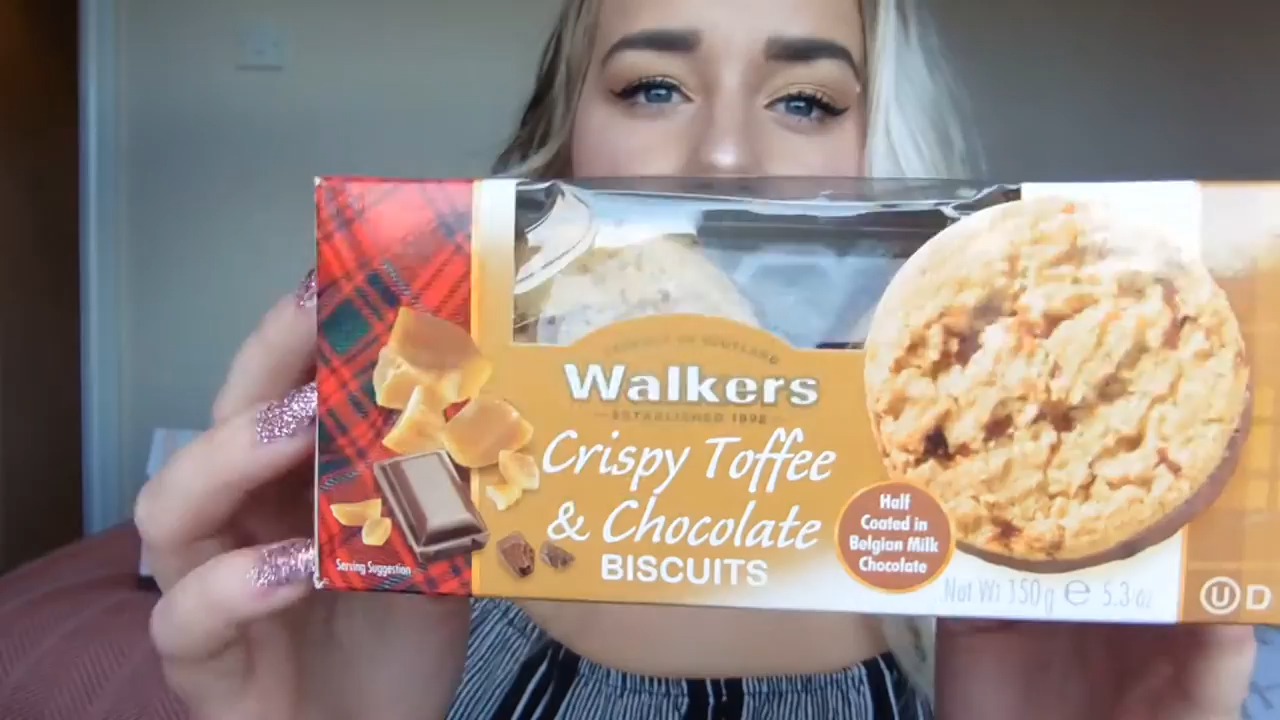 PRODUCT OF SCOTLAND
Walkers
ESTABLISHED 1898
Crispy Toffee
& Chocolate
BISCUITS
Half
Coated in
Belgian Milk
Chocolate
Serving Suggestion
Net Wt 150g e 5.3 oz
U D